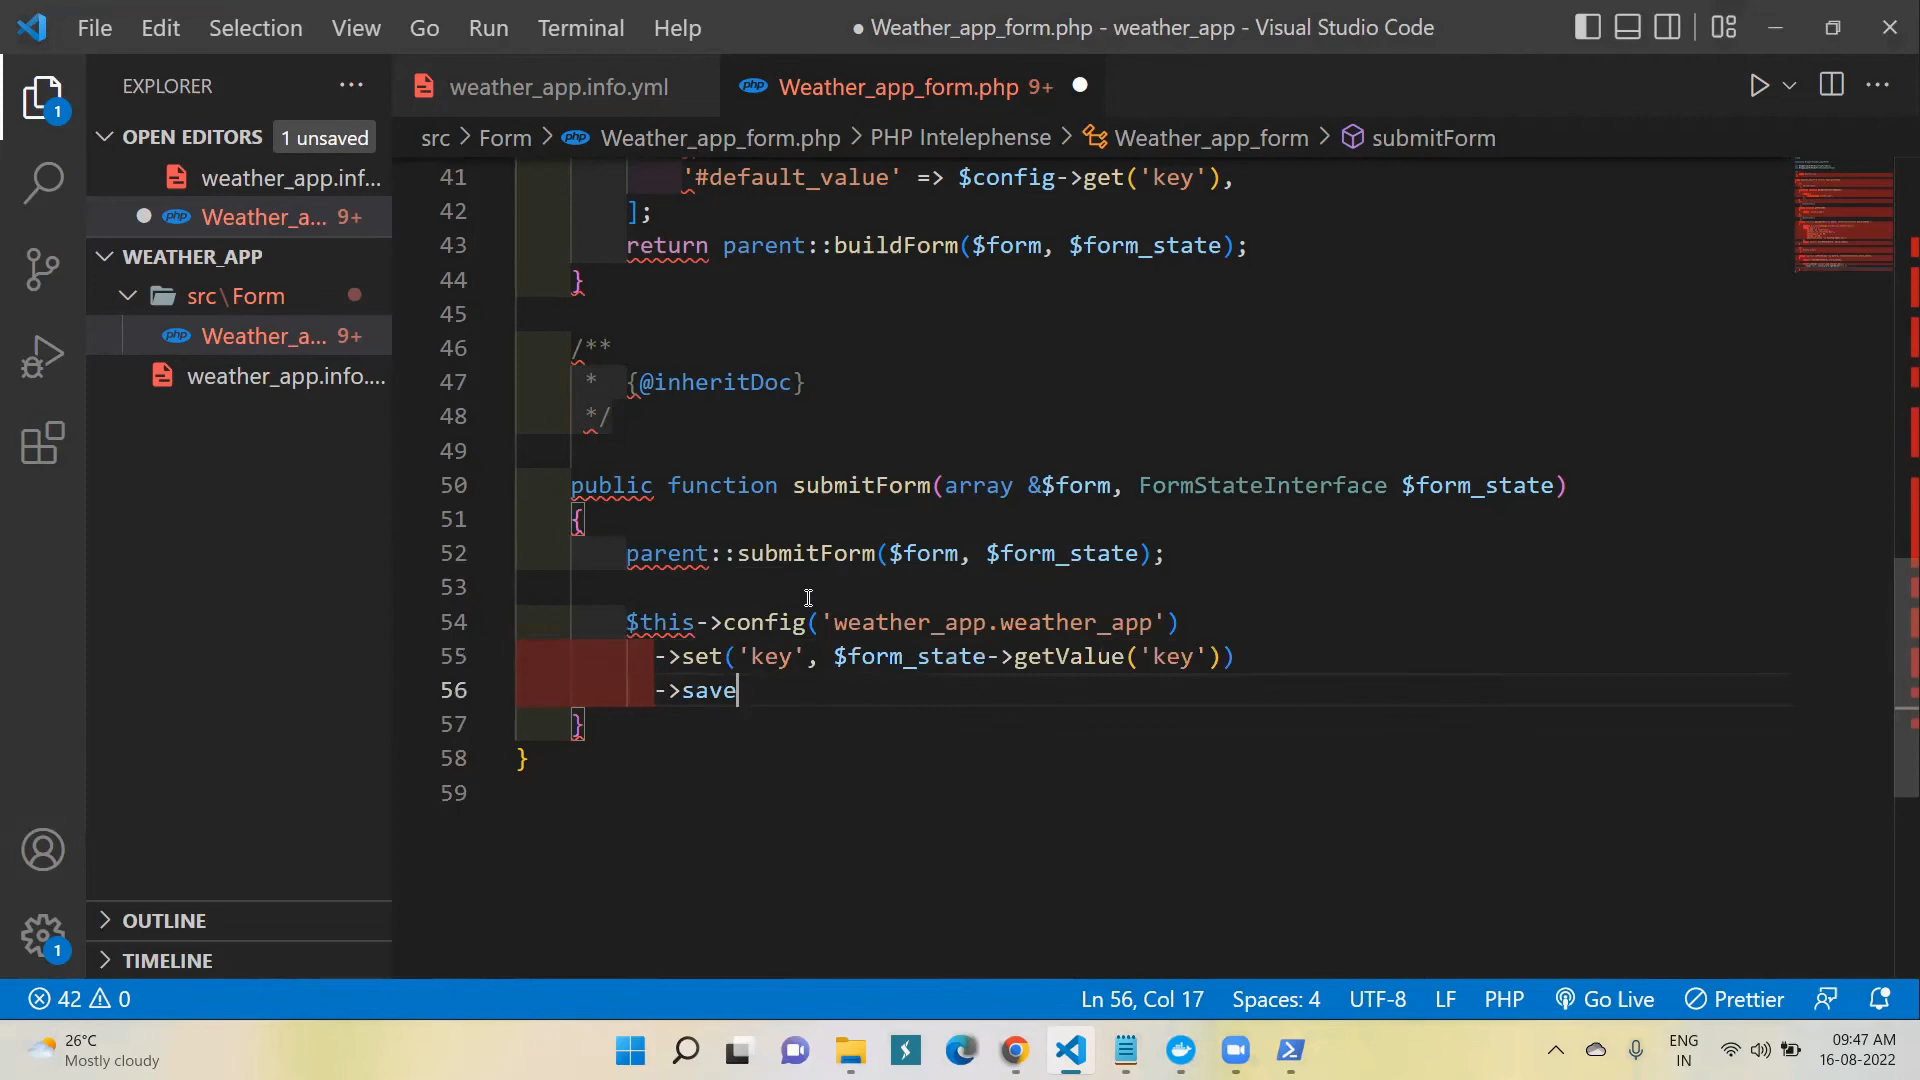 File Edit Selection View Go Run Terminal Help
● Weather_app_form.php - weather_app - Visual Studio Code
EXPLORER
weather_app.info.yml
Weather_app_form.php 9+
OPEN EDITORS 1 unsaved
src > Form > Weather_app_form.php > PHP Intelephense > Weather_app_form > submitForm
weather_app.inf...
Weather_a... 9+
WEATHER_APP
src\Form
Weather_a... 9+
weather_app.info....
41 '#default_value' => $config->get('key'),
42 ];
43 return parent::buildForm($form, $form_state);
44 }
45
46 /**
47 * {@inheritDoc}
48 */
49
50 public function submitForm(array &$form, FormStateInterface $form_state)
51 {
52 parent::submitForm($form, $form_state);
53
54 $this->config('weather_app.weather_app')
55 ->set('key', $form_state->getValue('key'))
56 ->save
57 }
58 }
59
OUTLINE
TIMELINE
1
1
42 0
Ln 56, Col 17 Spaces: 4 UTF-8 LF PHP Go Live Prettier
26°C
Mostly cloudy
ENG
IN
09:47 AM
16-08-2022